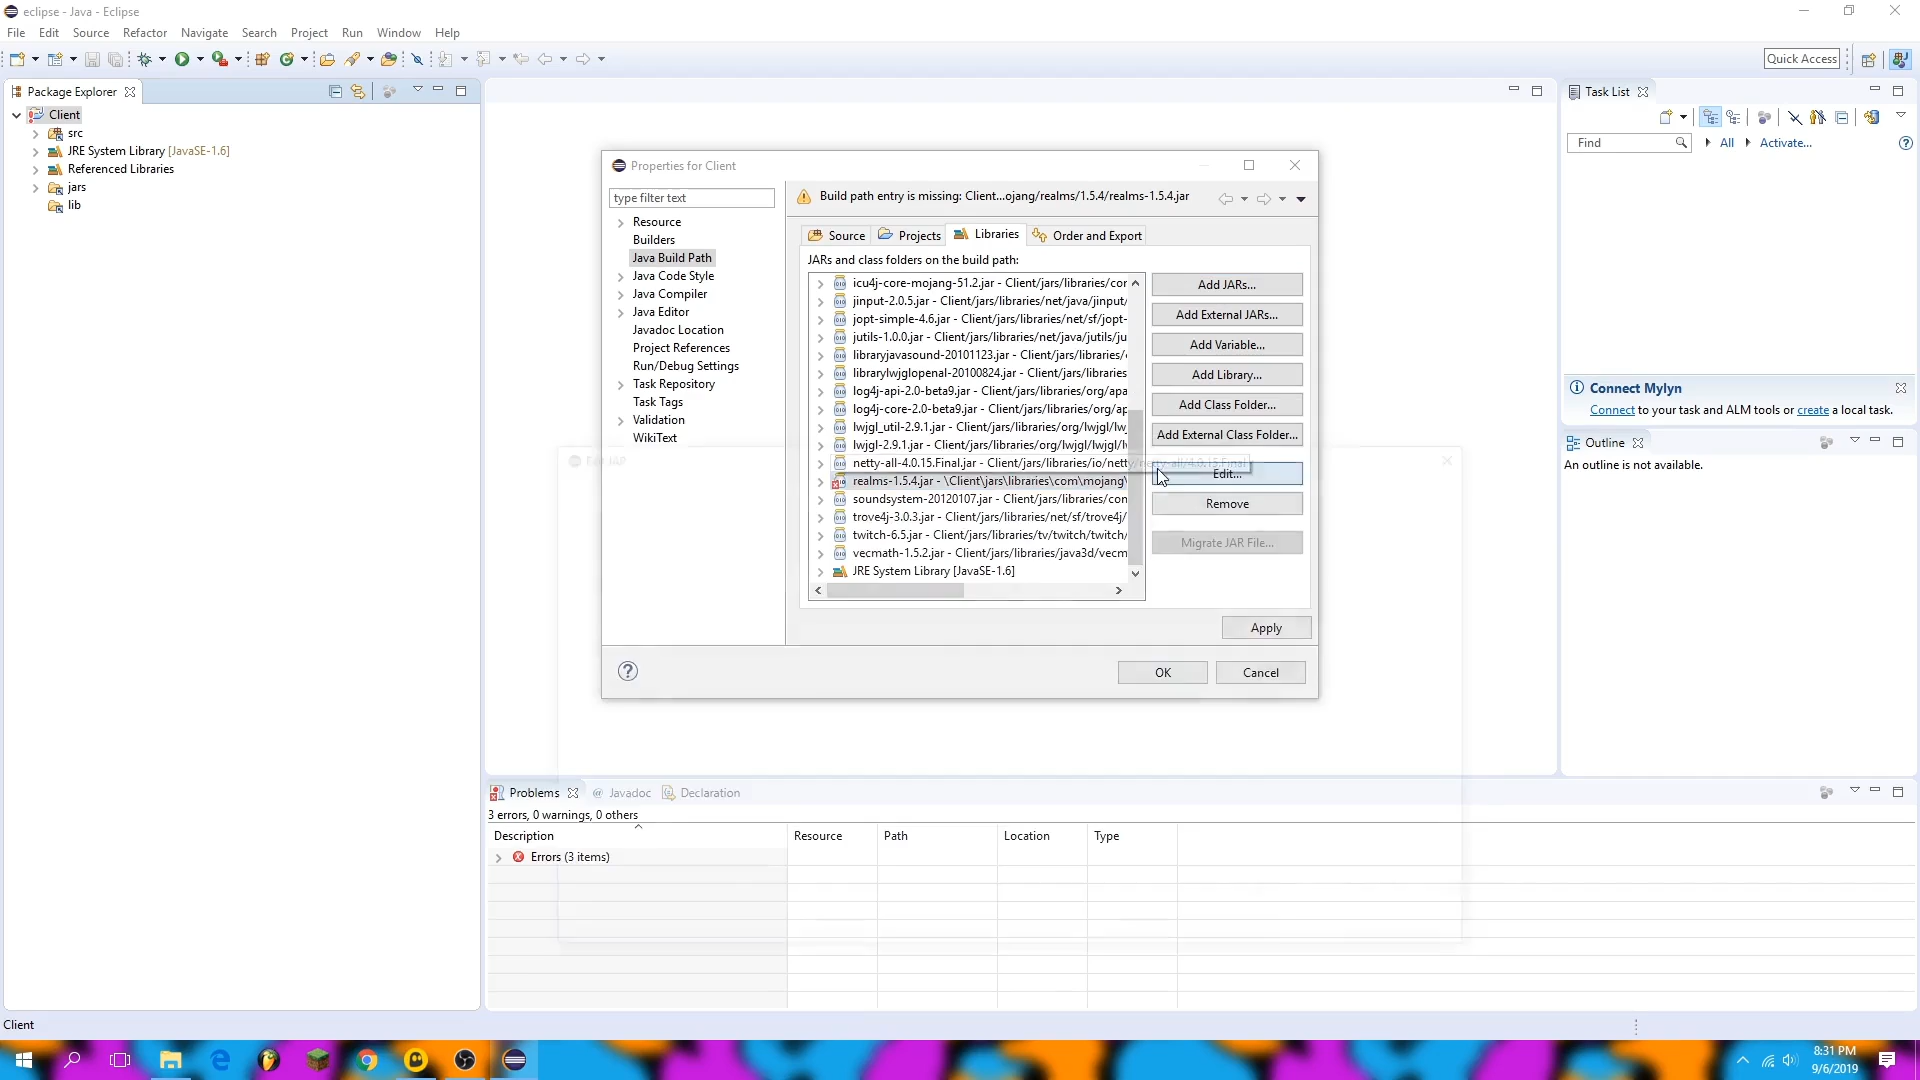 eclipse - Java - Eclipse
File Edit Source Refactor Navigate Search Project Run Window Help
Quick Access
Package Explorer
Client
src
JRE System Library [JavaSE-1.6]
Referenced Libraries
jars
lib
Properties for Client
type filter text
Resource
Builders
Java Build Path
Java Code Style
Java Compiler
Java Editor
Javadoc Location
Project References
Run/Debug Settings
Task Repository
Task Tags
Validation
WikiText
Build path entry is missing: Client...ojang/realms/1.5.4/realms-1.5.4.jar
Source Projects Libraries Order and Export
JARs and class folders on the build path:
icu4j-core-mojang-51.2.jar - Client/jars/libraries/cor
jinput-2.0.5.jar - Client/jars/libraries/net/java/jinput/
jopt-simple-4.6.jar - Client/jars/libraries/net/sf/jopt-
jutils-1.0.0.jar - Client/jars/libraries/net/java/jutils/ju
libraryjavasound-20101123.jar - Client/jars/libraries/
librarylwjglopenal-20100824.jar - Client/jars/libraries
log4j-api-2.0-beta9.jar - Client/jars/libraries/org/apa
log4j-core-2.0-beta9.jar - Client/jars/libraries/org/ap
lwjgl_util-2.9.1.jar - Client/jars/libraries/org/lwjgl/lw
lwjgl-2.9.1.jar - Client/jars/libraries/org/lwjgl/lwjgl/l
netty-all-4.0.15.Final.jar - Client/jars/libraries/io/netty/netty-all/4.0.15.Final
realms-1.5.4.jar - \Client\jars\libraries\com\mojang\
soundsystem-20120107.jar - Client/jars/libraries/con
trove4j-3.0.3.jar - Client/jars/libraries/net/sf/trove4j/
twitch-6.5.jar - Client/jars/libraries/tv/twitch/twitch/
vecmath-1.5.2.jar - Client/jars/libraries/java3d/vecm
JRE System Library [JavaSE-1.6]
Add JARs...
Add External JARs...
Add Variable...
Add Library...
Add Class Folder...
Add External Class Folder...
Edit...
Remove
Migrate JAR File...
Apply
OK Cancel
Edit JAR
Task List
Find All Activate...
Connect Mylyn
Connect to your task and ALM tools or create a local task.
Outline
An outline is not available.
Problems @ Javadoc Declaration
3 errors, 0 warnings, 0 others
Description Resource Path Location Type
Errors (3 items)
Client
8:31 PM
9/6/2019